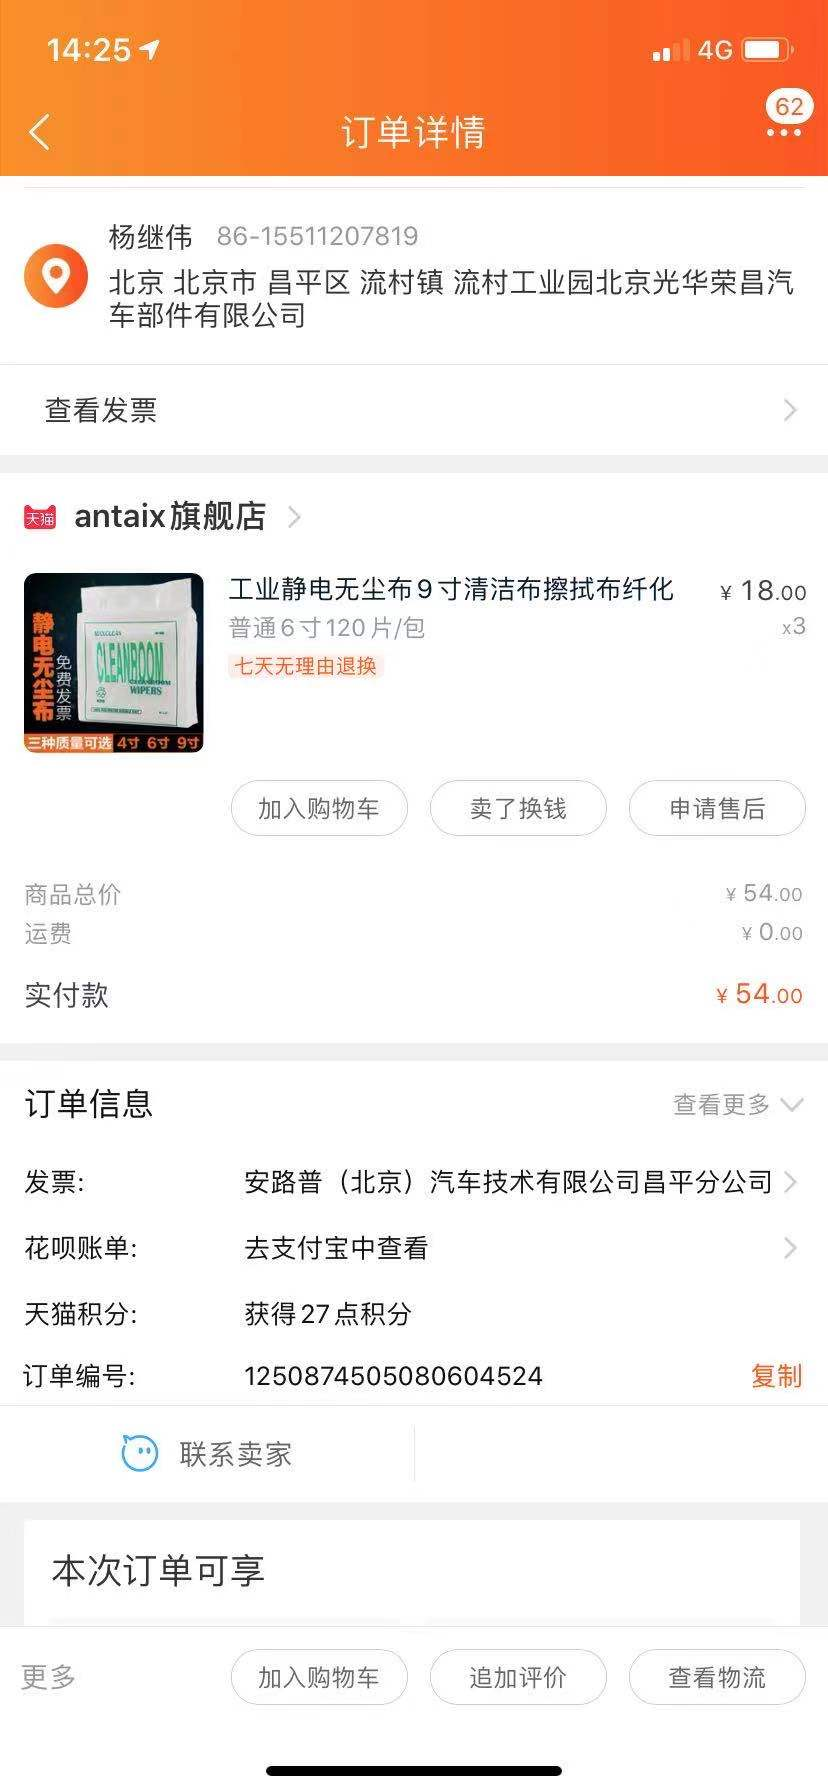 14:25
4G
62
订单详情
杨继伟 86-15511207819
北京 北京市 昌平区 流村镇 流村工业园北京光华荣昌汽
车部件有限公司
查看发票
天猫 antaix旗舰店
静电无尘布
免费发票
CLEANROOM
CLEANROOM
WIPERS
三种质量可选 4寸 6寸 9寸
工业静电无尘布9寸清洁布擦拭布纤化 ¥ 18.00
普通6寸120片/包 x3
七天无理由退换
加入购物车 卖了换钱 申请售后
商品总价 ¥ 54.00
运费 ¥ 0.00
实付款 ¥ 54.00
订单信息 查看更多
发票: 安路普（北京）汽车技术有限公司昌平分公司
花呗账单: 去支付宝中查看
天猫积分: 获得27点积分
订单编号: 1250874505080604524 复制
联系卖家
本次订单可享
更多 加入购物车 追加评价 查看物流